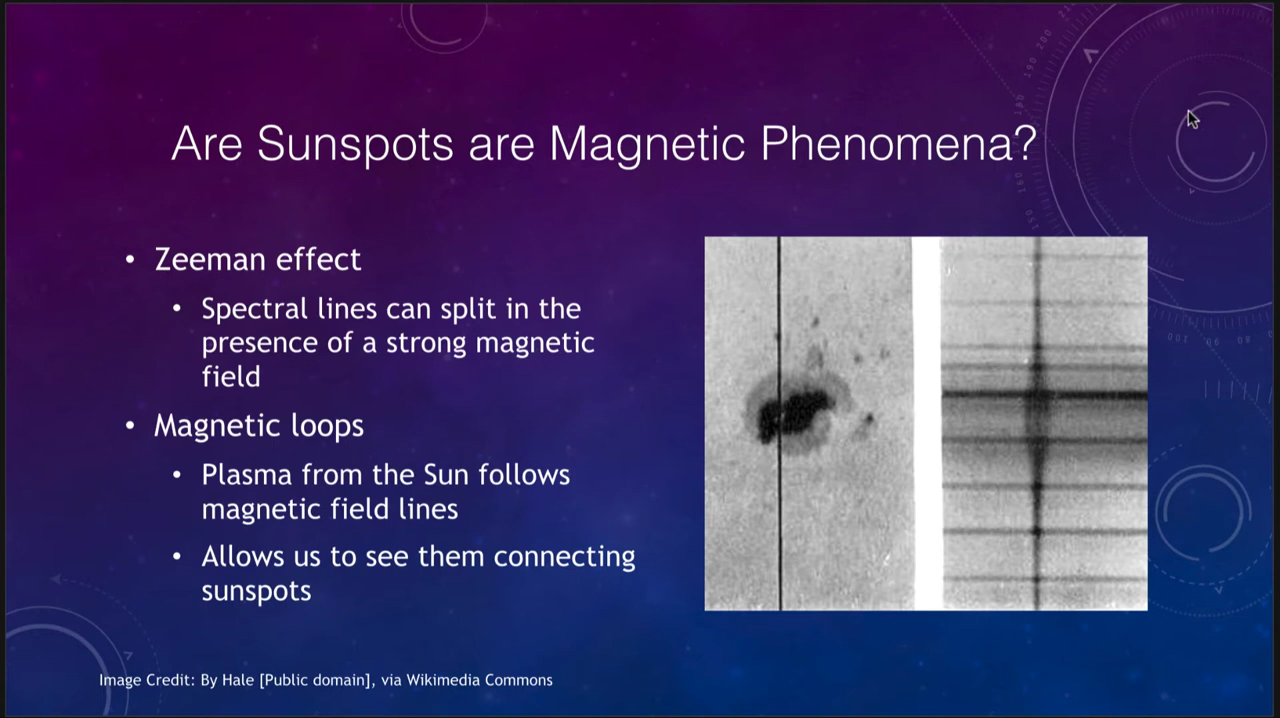 Are Sunspots are Magnetic Phenomena?
• Zeeman effect
• Spectral lines can split in the
presence of a strong magnetic
field
• Magnetic loops
• Plasma from the Sun follows
magnetic field lines
• Allows us to see them connecting
sunspots
Image Credit: By Hale [Public domain], via Wikimedia Commons